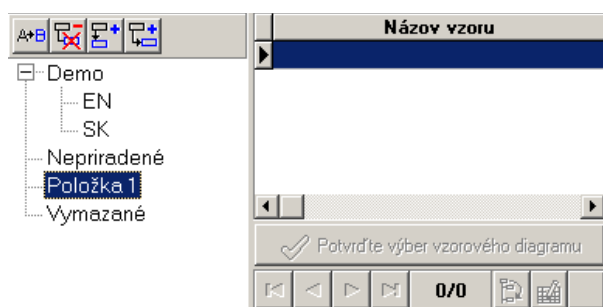 A→B
Názov vzoru
Demo
EN
SK
Nepriradené
Položka 1
Vymazané
Potvrďte výber vzorového diagramu
0/0